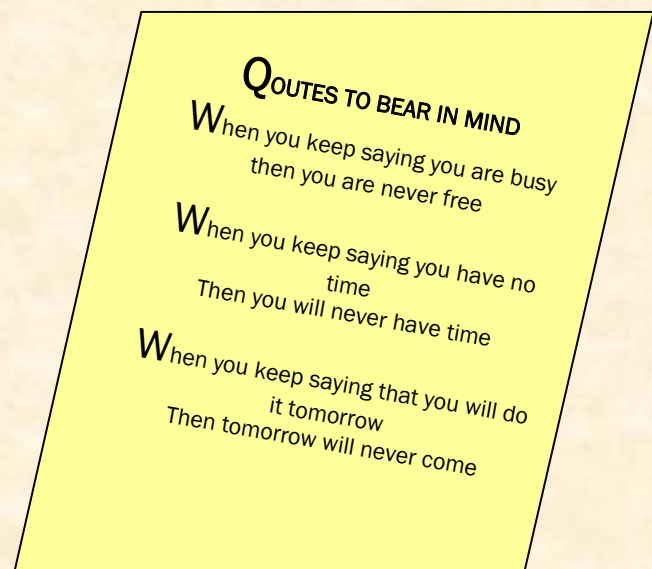 QOUTES TO BEAR IN MIND
When you keep saying you are busy
then you are never free
When you keep saying you have no
time
Then you will never have time
When you keep saying that you will do
it tomorrow
Then tomorrow will never come